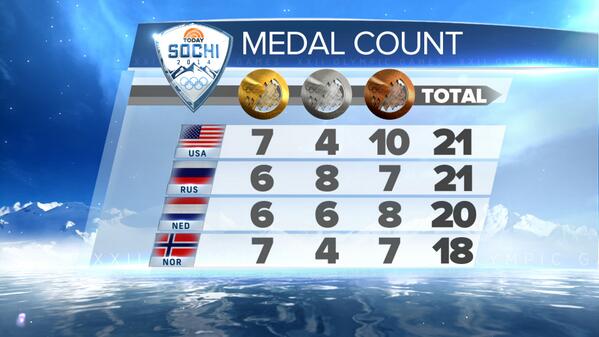 TODAY
SOCHI
2014
MEDAL COUNT
TOTAL
USA 7 4 10 21
RUS 6 8 7 21
NED 6 6 8 20
NOR 7 4 7 18